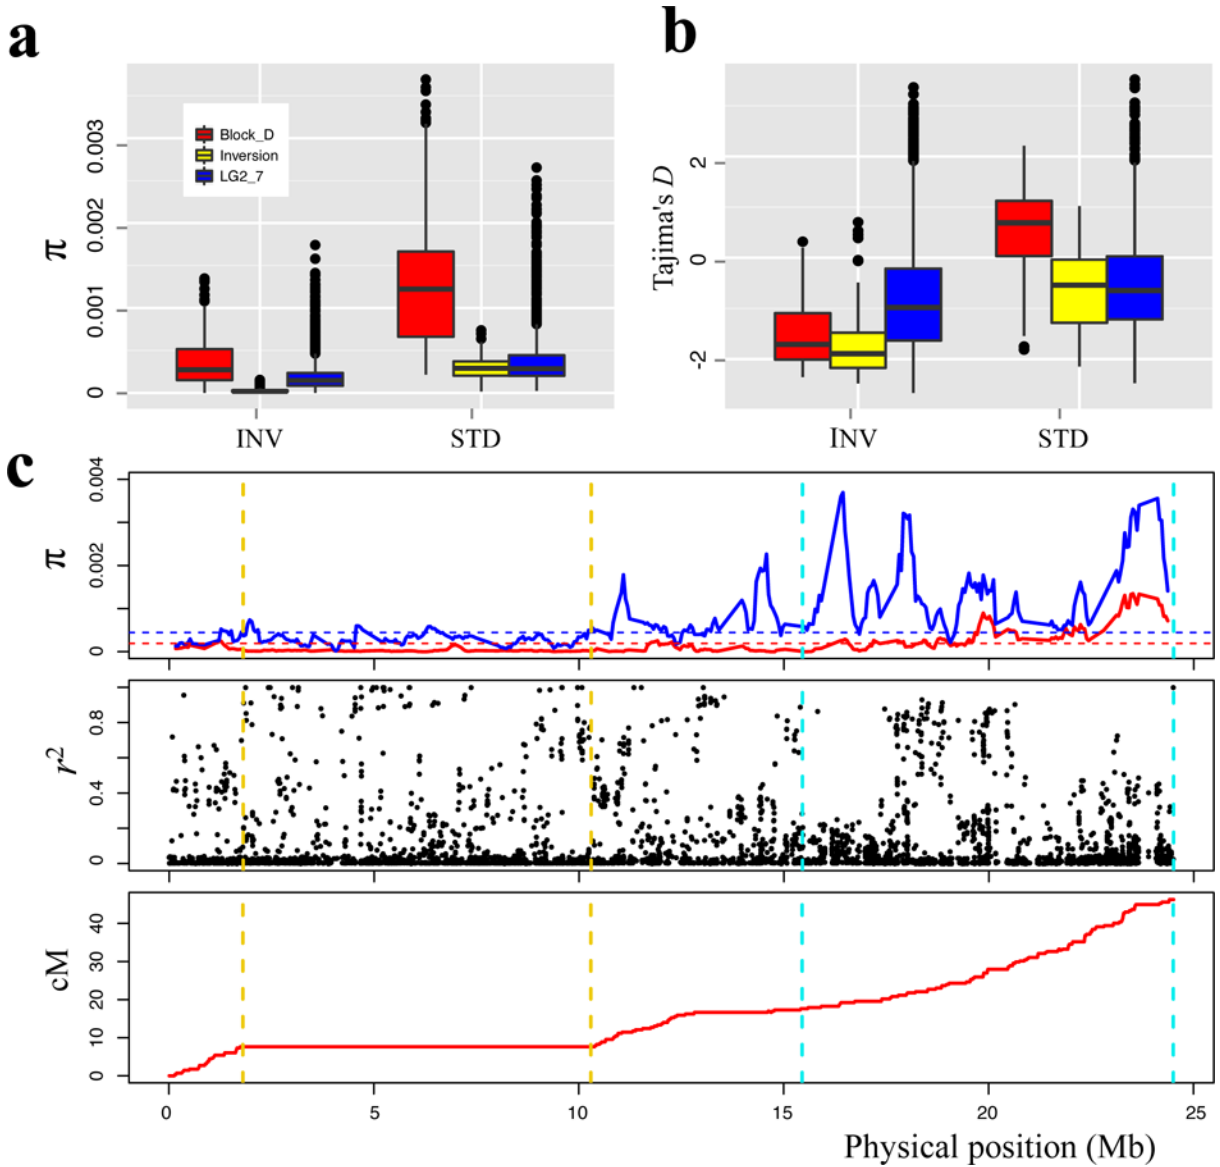 a
π
0.003
0.002
0.001
0
Block_D
Inversion
LG2_7
INV
STD
b
Tajima's D
2
0
-2
INV
STD
c
π
0.004
0.002
0
r²
0.8
0.4
0
cM
40
30
20
10
0
0 5 10 15 20 25
Physical position (Mb)